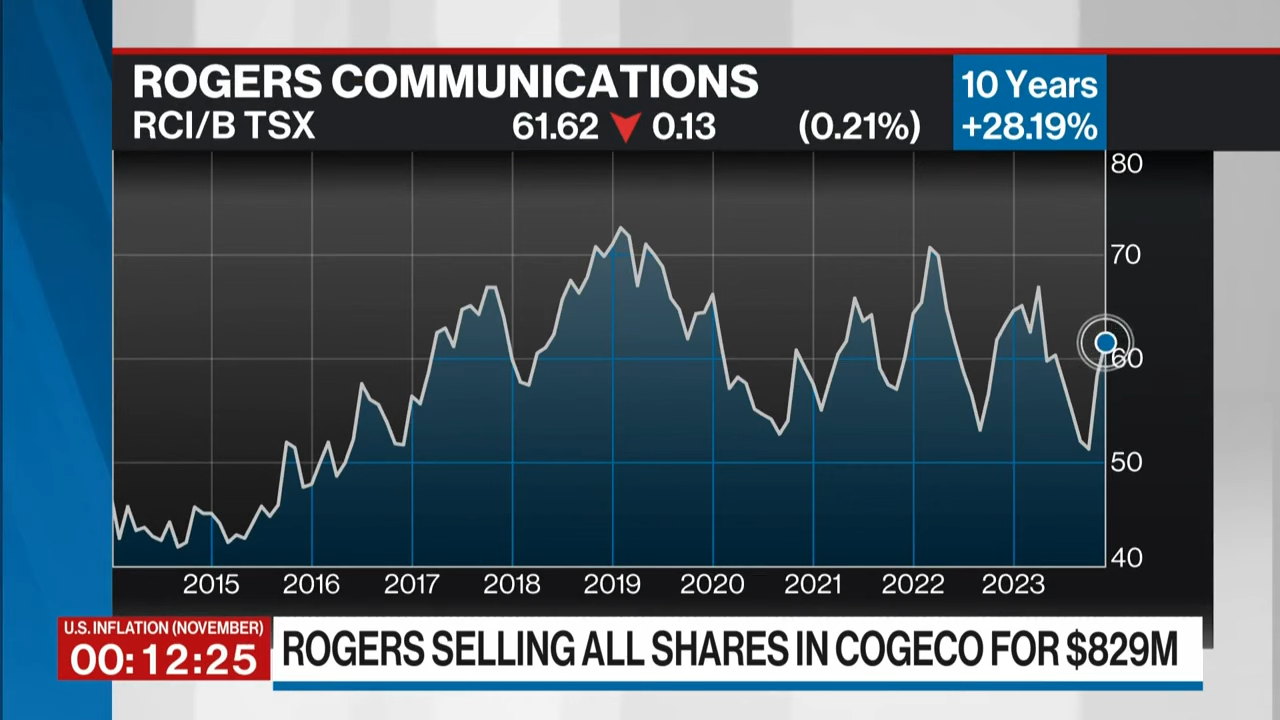 ROGERS COMMUNICATIONS
RCI/B TSX 61.62 0.13 (0.21%)
10 Years
+28.19%
80
70
60
50
40
2015 2016 2017 2018 2019 2020 2021 2022 2023
U.S. INFLATION (NOVEMBER)
00:12:25
ROGERS SELLING ALL SHARES IN COGECO FOR $829M